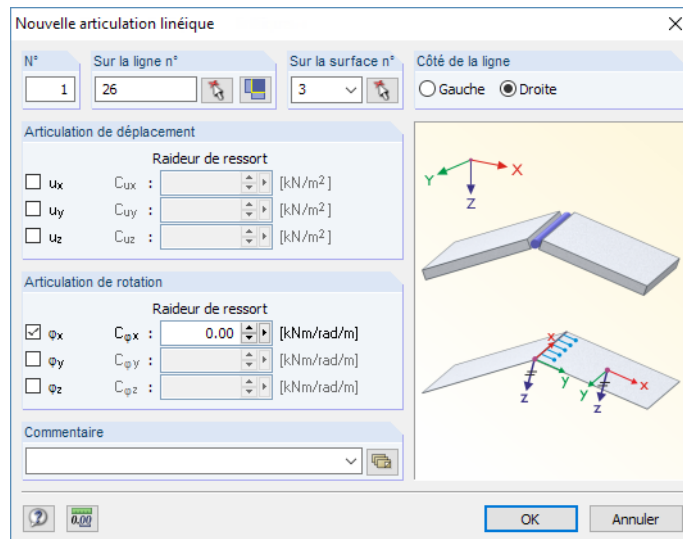 Nouvelle articulation linéique
N°
Sur la ligne n°
Sur la surface n°
Côté de la ligne
1
26
3
Gauche
Droite
Articulation de déplacement
Raideur de ressort
ux Cux : [kN/m²]
uy Cuy : [kN/m²]
uz Cuz : [kN/m²]
Articulation de rotation
Raideur de ressort
φx Cφx : 0.00 [kNm/rad/m]
φy Cφy : [kNm/rad/m]
φz Cφz : [kNm/rad/m]
Commentaire
X
Y
Z
x
y
z
x
y
z
0.00
OK
Annuler